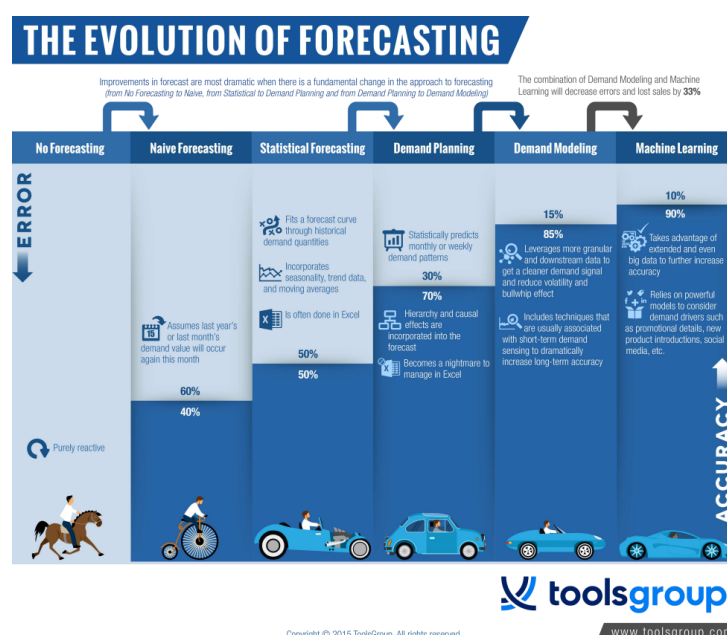 THE EVOLUTION OF FORECASTING
Improvements in forecast are most dramatic when there is a fundamental change in the approach to forecasting
(from No Forecasting to Naive, from Statistical to Demand Planning and from Demand Planning to Demand Modeling)
The combination of Demand Modeling and Machine
Learning will decrease errors and lost sales by 33%
No Forecasting
Naive Forecasting
Statistical Forecasting
Demand Planning
Demand Modeling
Machine Learning
ERROR
Purely reactive
15
Assumes last year's
or last month's
demand value will occur
again this month
60%
40%
Fits a forecast curve
through historical
demand quantities
Incorporates
seasonality, trend data,
and moving averages
X
Is often done in Excel
50%
50%
Statistically predicts
monthly or weekly
demand patterns
30%
70%
Hierarchy and causal
effects are
incorporated into the
forecast
X
Becomes a nightmare to
manage in Excel
15%
85%
Leverages more granular
and downstream data to
get a cleaner demand signal
and reduce volatility and
bullwhip effect
Includes techniques that
are usually associated
with short-term demand
sensing to dramatically
increase long-term accuracy
10%
90%
Takes advantage of
extended and even
big data to further increase
accuracy
Relies on powerful
models to consider
demand drivers such
as promotional details, new
product introductions, social
media, etc.
ACCURACY
toolsgroup
Copyright © 2015 ToolsGroup. All rights reserved
www.toolsgroup.com